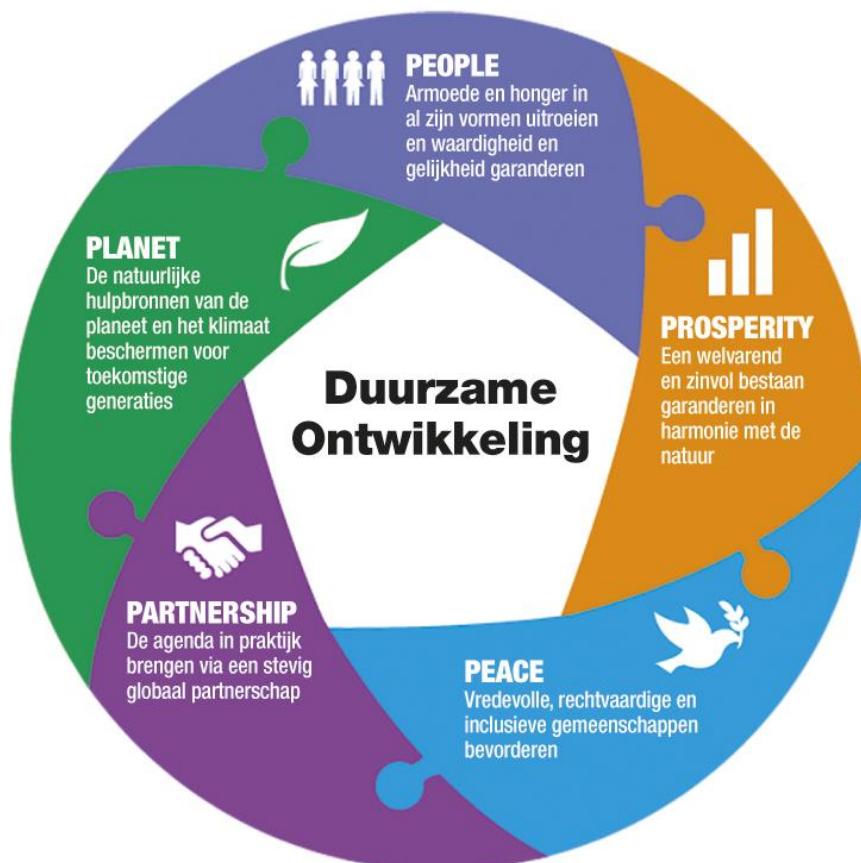 PEOPLE
Armoede en honger in
al zijn vormen uitroeien
en waardigheid en
gelijkheid garanderen
PROSPERITY
Een welvarend
en zinvol bestaan
garanderen in
harmonie met de
natuur
PEACE
Vredevolle, rechtvaardige en
inclusieve gemeenschappen
bevorderen
PARTNERSHIP
De agenda in praktijk
brengen via een stevig
globaal partnerschap
PLANET
De natuurlijke
hulpbronnen van de
planeet en het klimaat
beschermen voor
toekomstige
generaties
Duurzame
Ontwikkeling